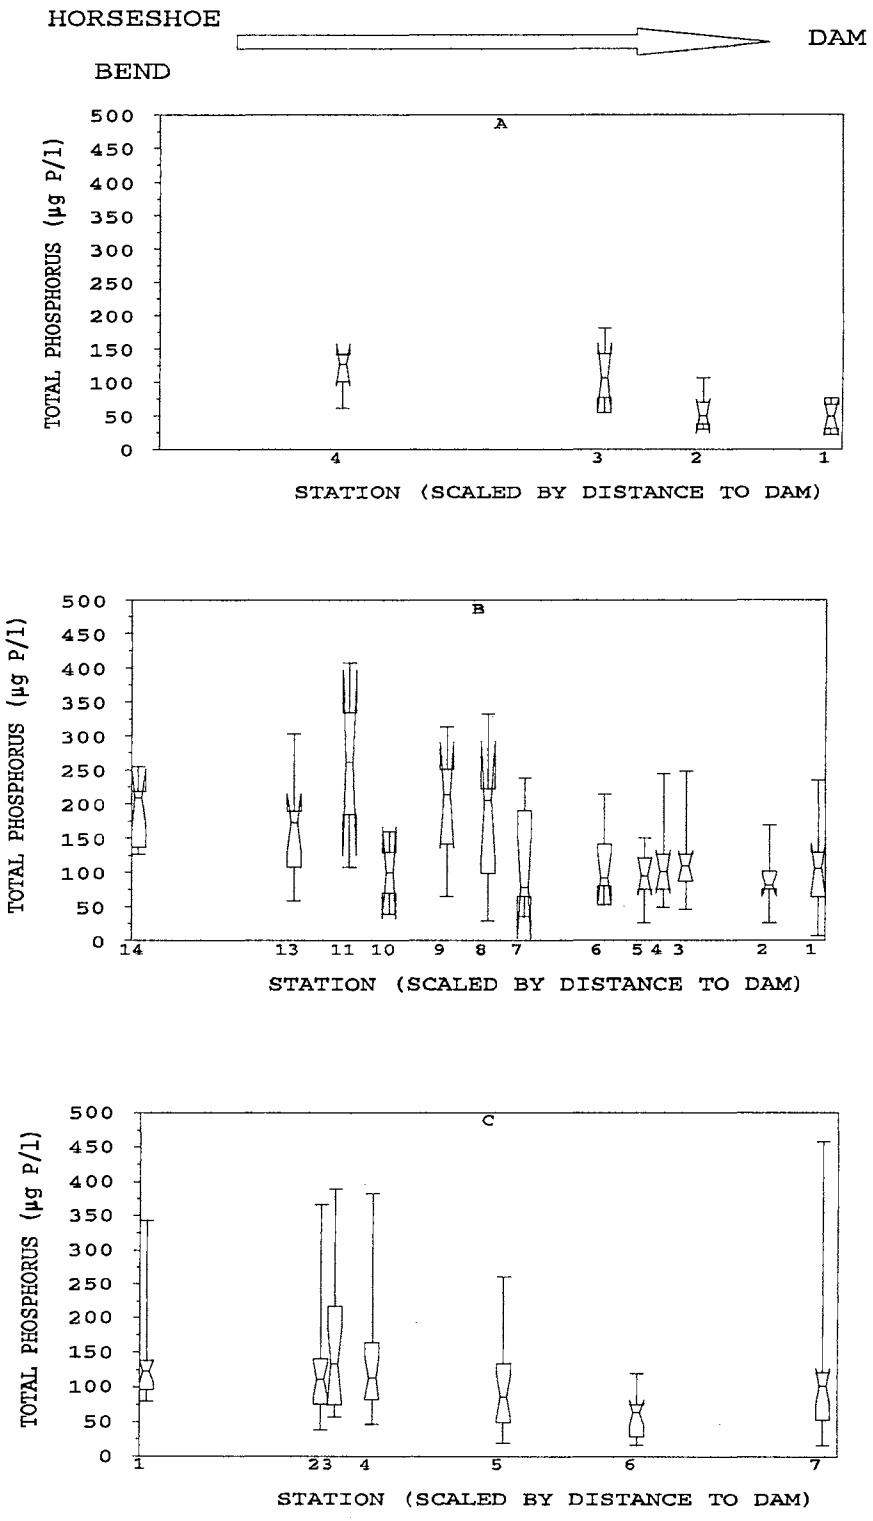 HORSESHOE
BEND
DAM
A
TOTAL PHOSPHORUS (µg P/l)
500
450
400
350
300
250
200
150
100
50
0
4 3 2 1
STATION (SCALED BY DISTANCE TO DAM)
B
TOTAL PHOSPHORUS (µg P/l)
500
450
400
350
300
250
200
150
100
50
0
14 13 11 10 9 8 7 6 5 4 3 2 1
STATION (SCALED BY DISTANCE TO DAM)
C
TOTAL PHOSPHORUS (µg P/l)
500
450
400
350
300
250
200
150
100
50
0
1 2 3 4 5 6 7
STATION (SCALED BY DISTANCE TO DAM)